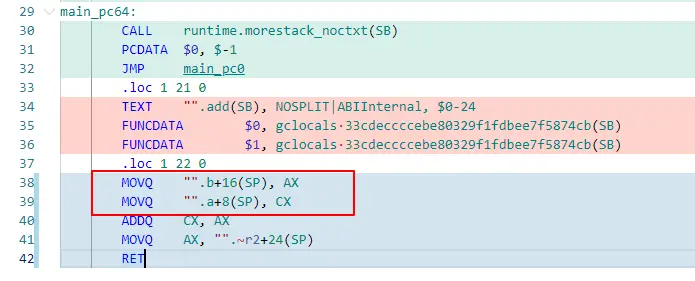 29 main_pc64:
30 CALL runtime.morestack_noctxt(SB)
31 PCDATA $0, $-1
32 JMP main_pc0
33 .loc 1 21 0
34 TEXT "".add(SB), NOSPLIT|ABIInternal, $0-24
35 FUNCDATA $0, gclocals·33cdeccccebe80329f1fdbee7f5874cb(SB)
36 FUNCDATA $1, gclocals·33cdeccccebe80329f1fdbee7f5874cb(SB)
37 .loc 1 22 0
38 MOVQ "".b+16(SP), AX
39 MOVQ "".a+8(SP), CX
40 ADDQ CX, AX
41 MOVQ AX, "".~r2+24(SP)
42 RET